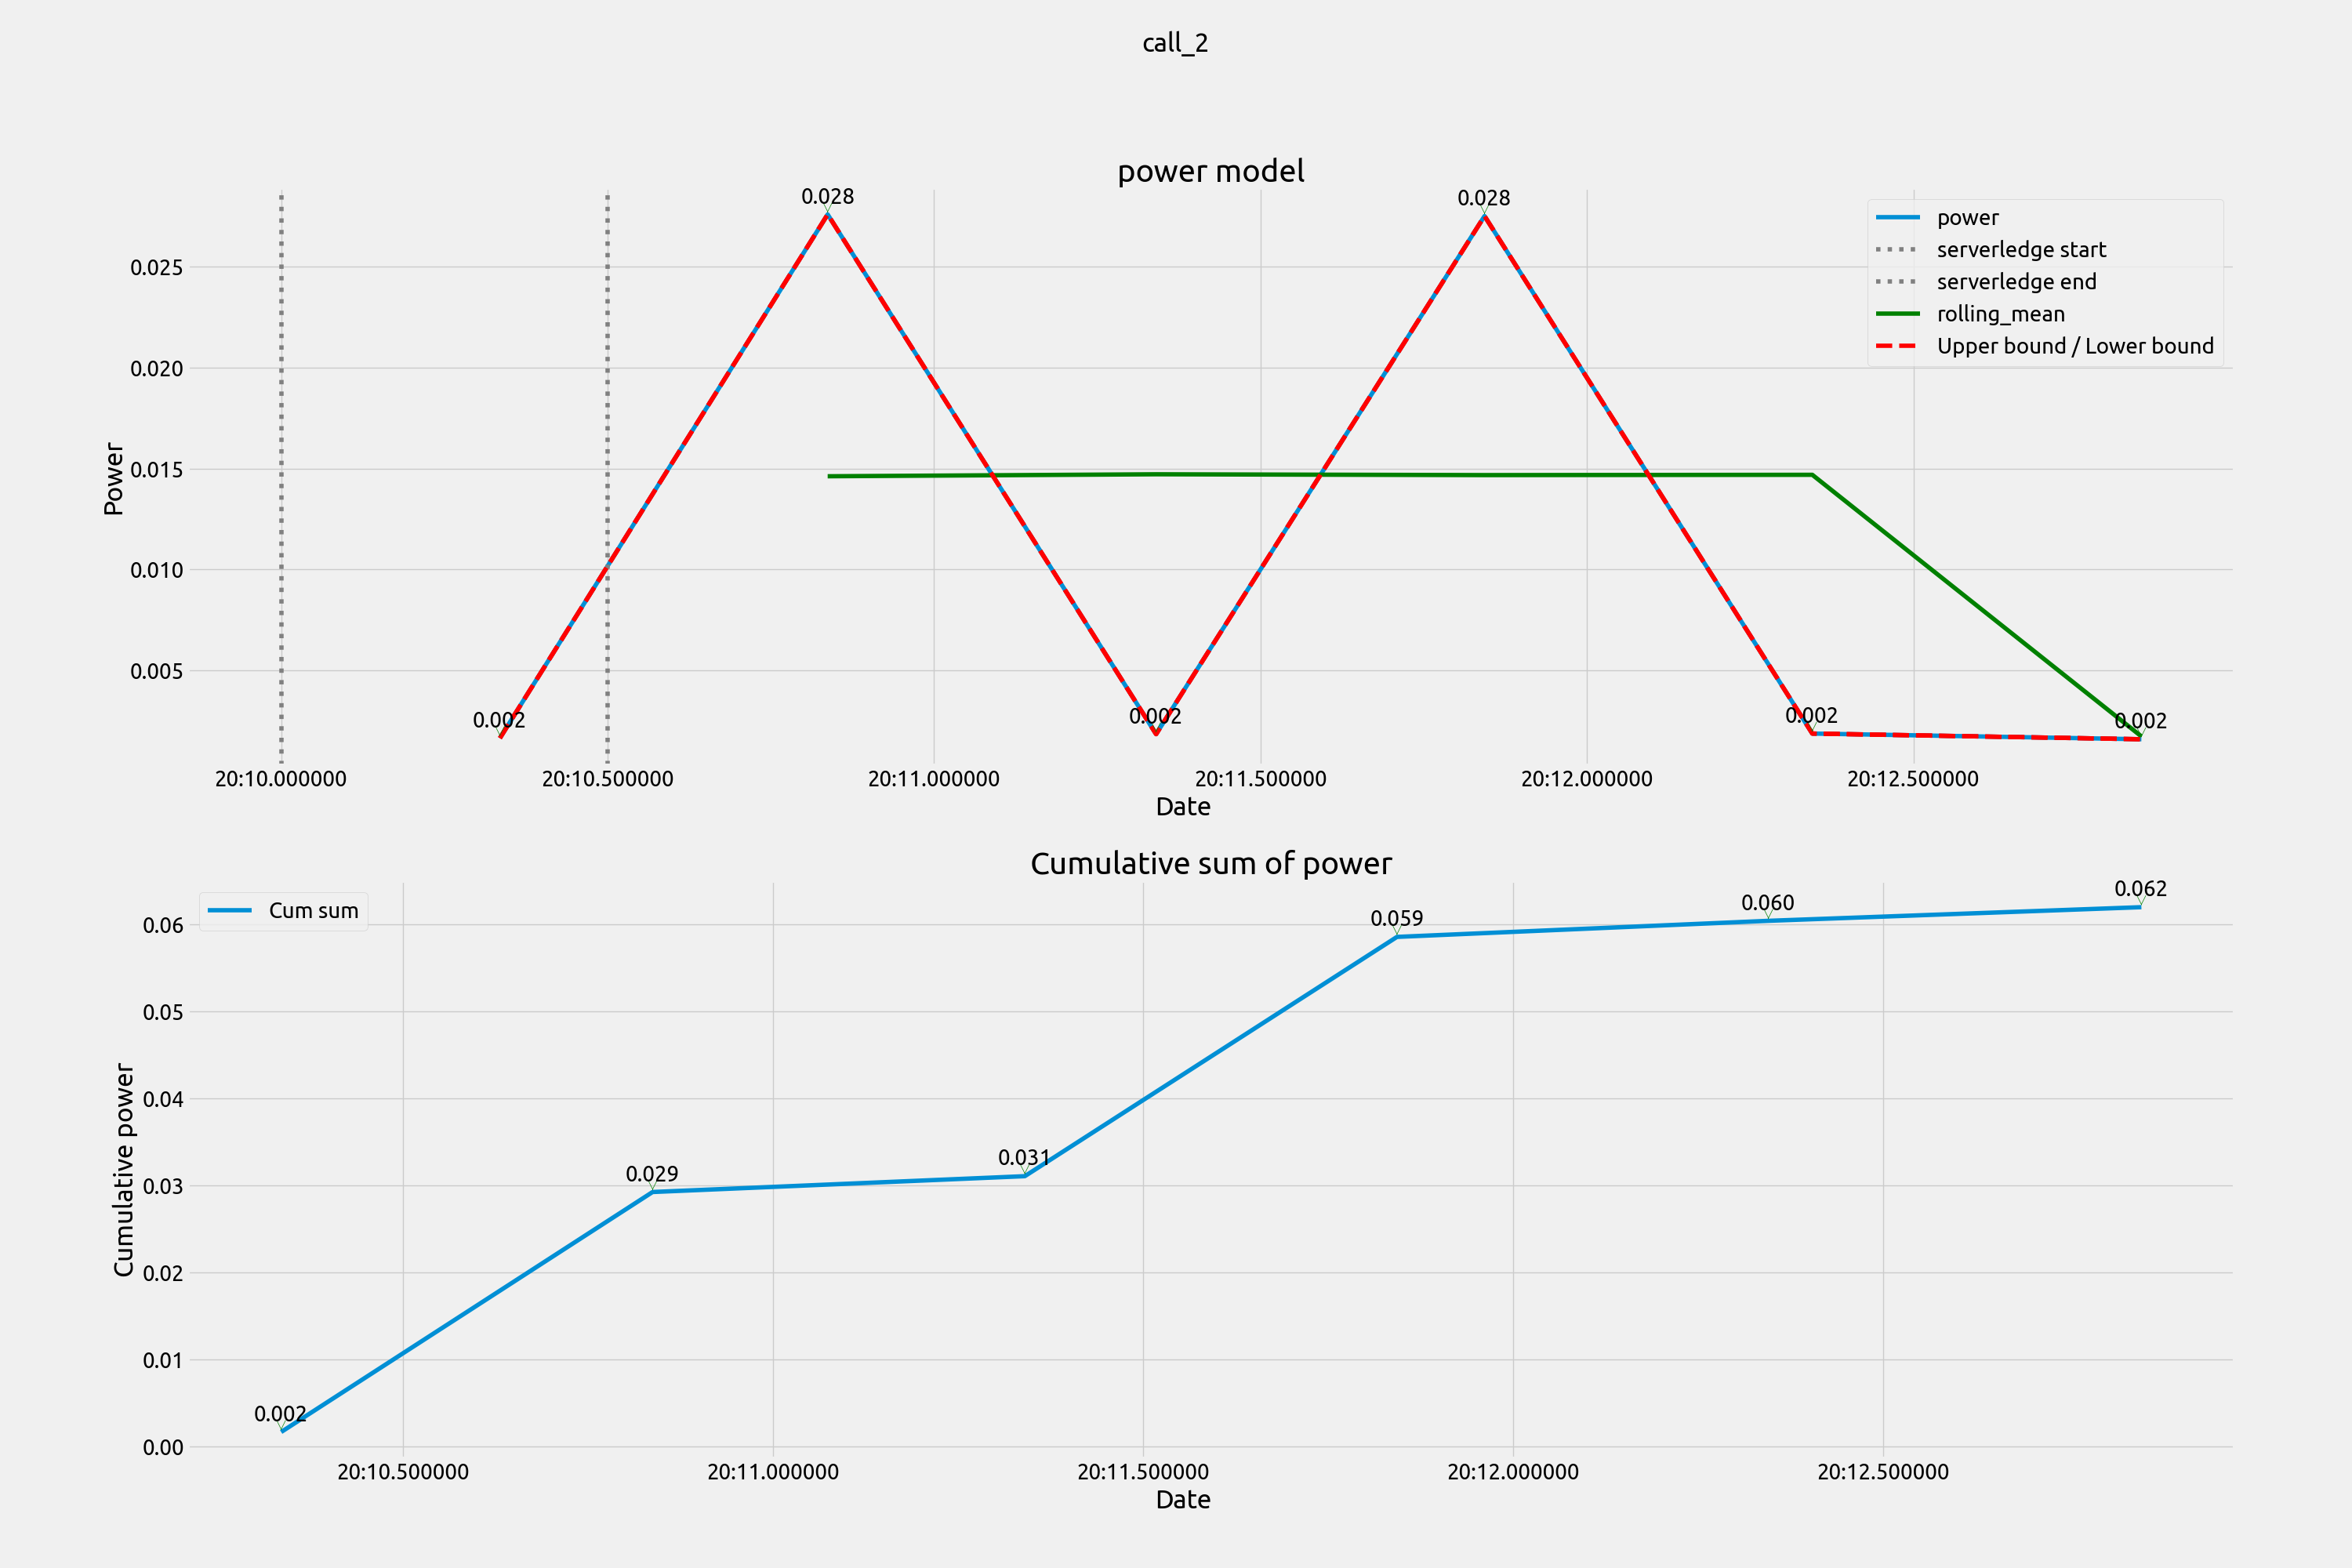 call_2
power model
0.028
0.028
power
serverledge start
serverledge end
rolling_mean
Upper bound / Lower bound
0.025
0.020
0.015
0.010
0.005
Power
0.002
0.002
0.002
0.002
20:10.000000
20:10.500000
20:11.000000
20:11.500000
20:12.000000
20:12.500000
Date
Cumulative sum of power
Cum sum
0.062
0.060
0.059
0.031
0.029
0.002
0.06
0.05
0.04
0.03
0.02
0.01
0.00
Cumulative power
20:10.500000
20:11.000000
20:11.500000
20:12.000000
20:12.500000
Date